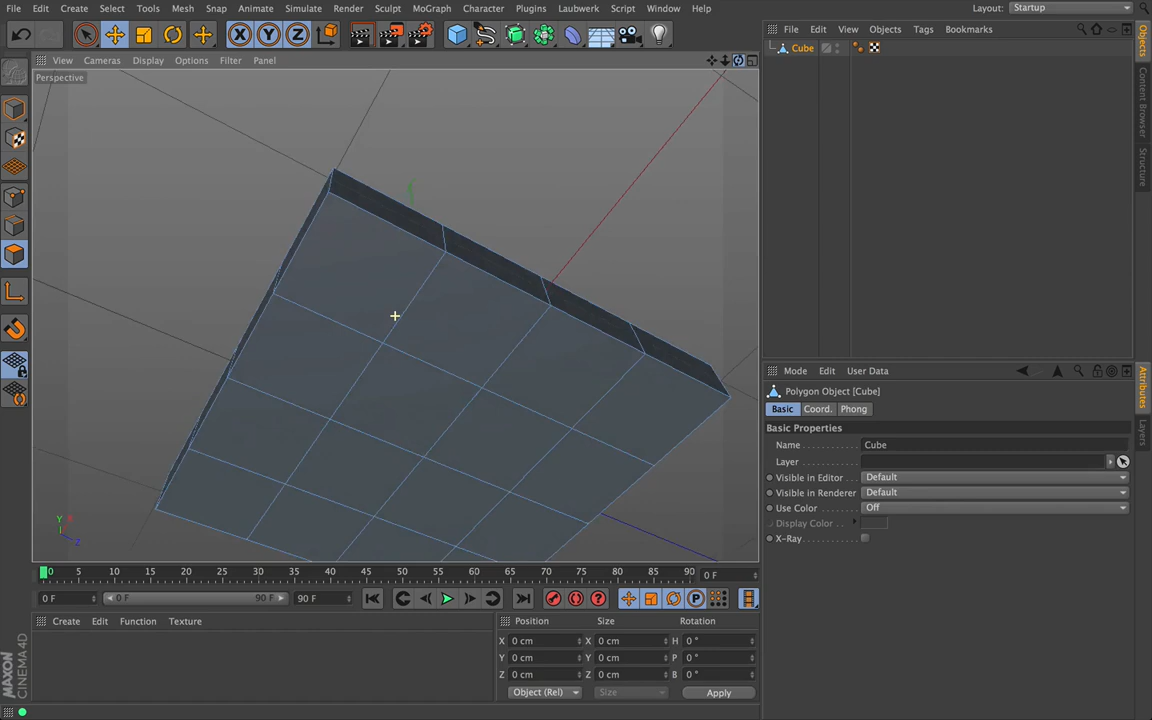 File Edit Create Select Tools Mesh Snap Animate Simulate Render Sculpt MoGraph Character Plugins Laubwerk Script Window Help Layout: Startup
X Y Z
File Edit View Objects Tags Bookmarks
View Cameras Display Options Filter Panel
Perspective
Cube
Objects
Content Browser
Structure
Mode Edit User Data
Polygon Object [Cube]
Basic Coord. Phong
Basic Properties
Name Cube
Layer
Visible in Editor Default
Visible in Renderer Default
Use Color Off
Display Color
X-Ray
Attributes
Layers
Y
Z
0 5 10 15 20 25 30 35 40 45 50 55 60 65 70 75 80 85 90 0 F
0 F 0 F 90 F 90 F P
Create Edit Function Texture
Position Size Rotation
X 0 cm X 0 cm H 0 °
Y 0 cm Y 0 cm P 0 °
Z 0 cm Z 0 cm B 0 °
Object (Rel) Size Apply
MAXON
CINEMA 4D